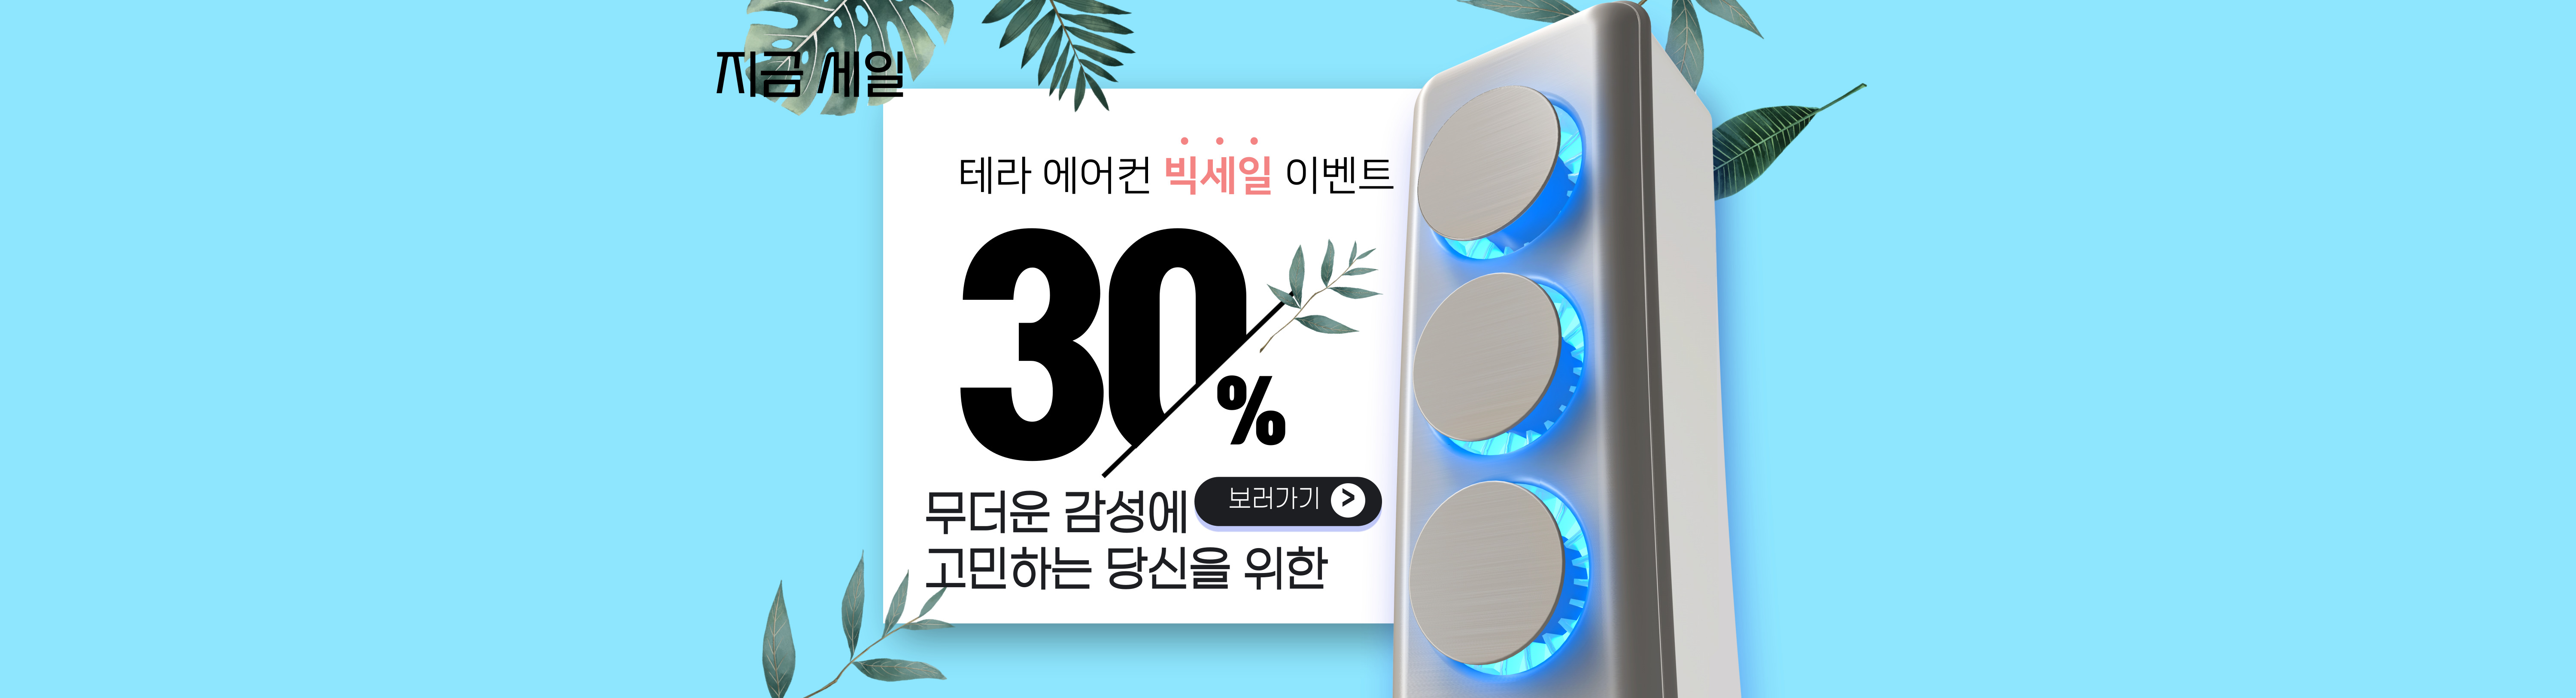 지금 세일
테라 에어컨 빅세일 이벤트
30%
무더운 감성에
보러가기 >
고민하는 당신을 위한